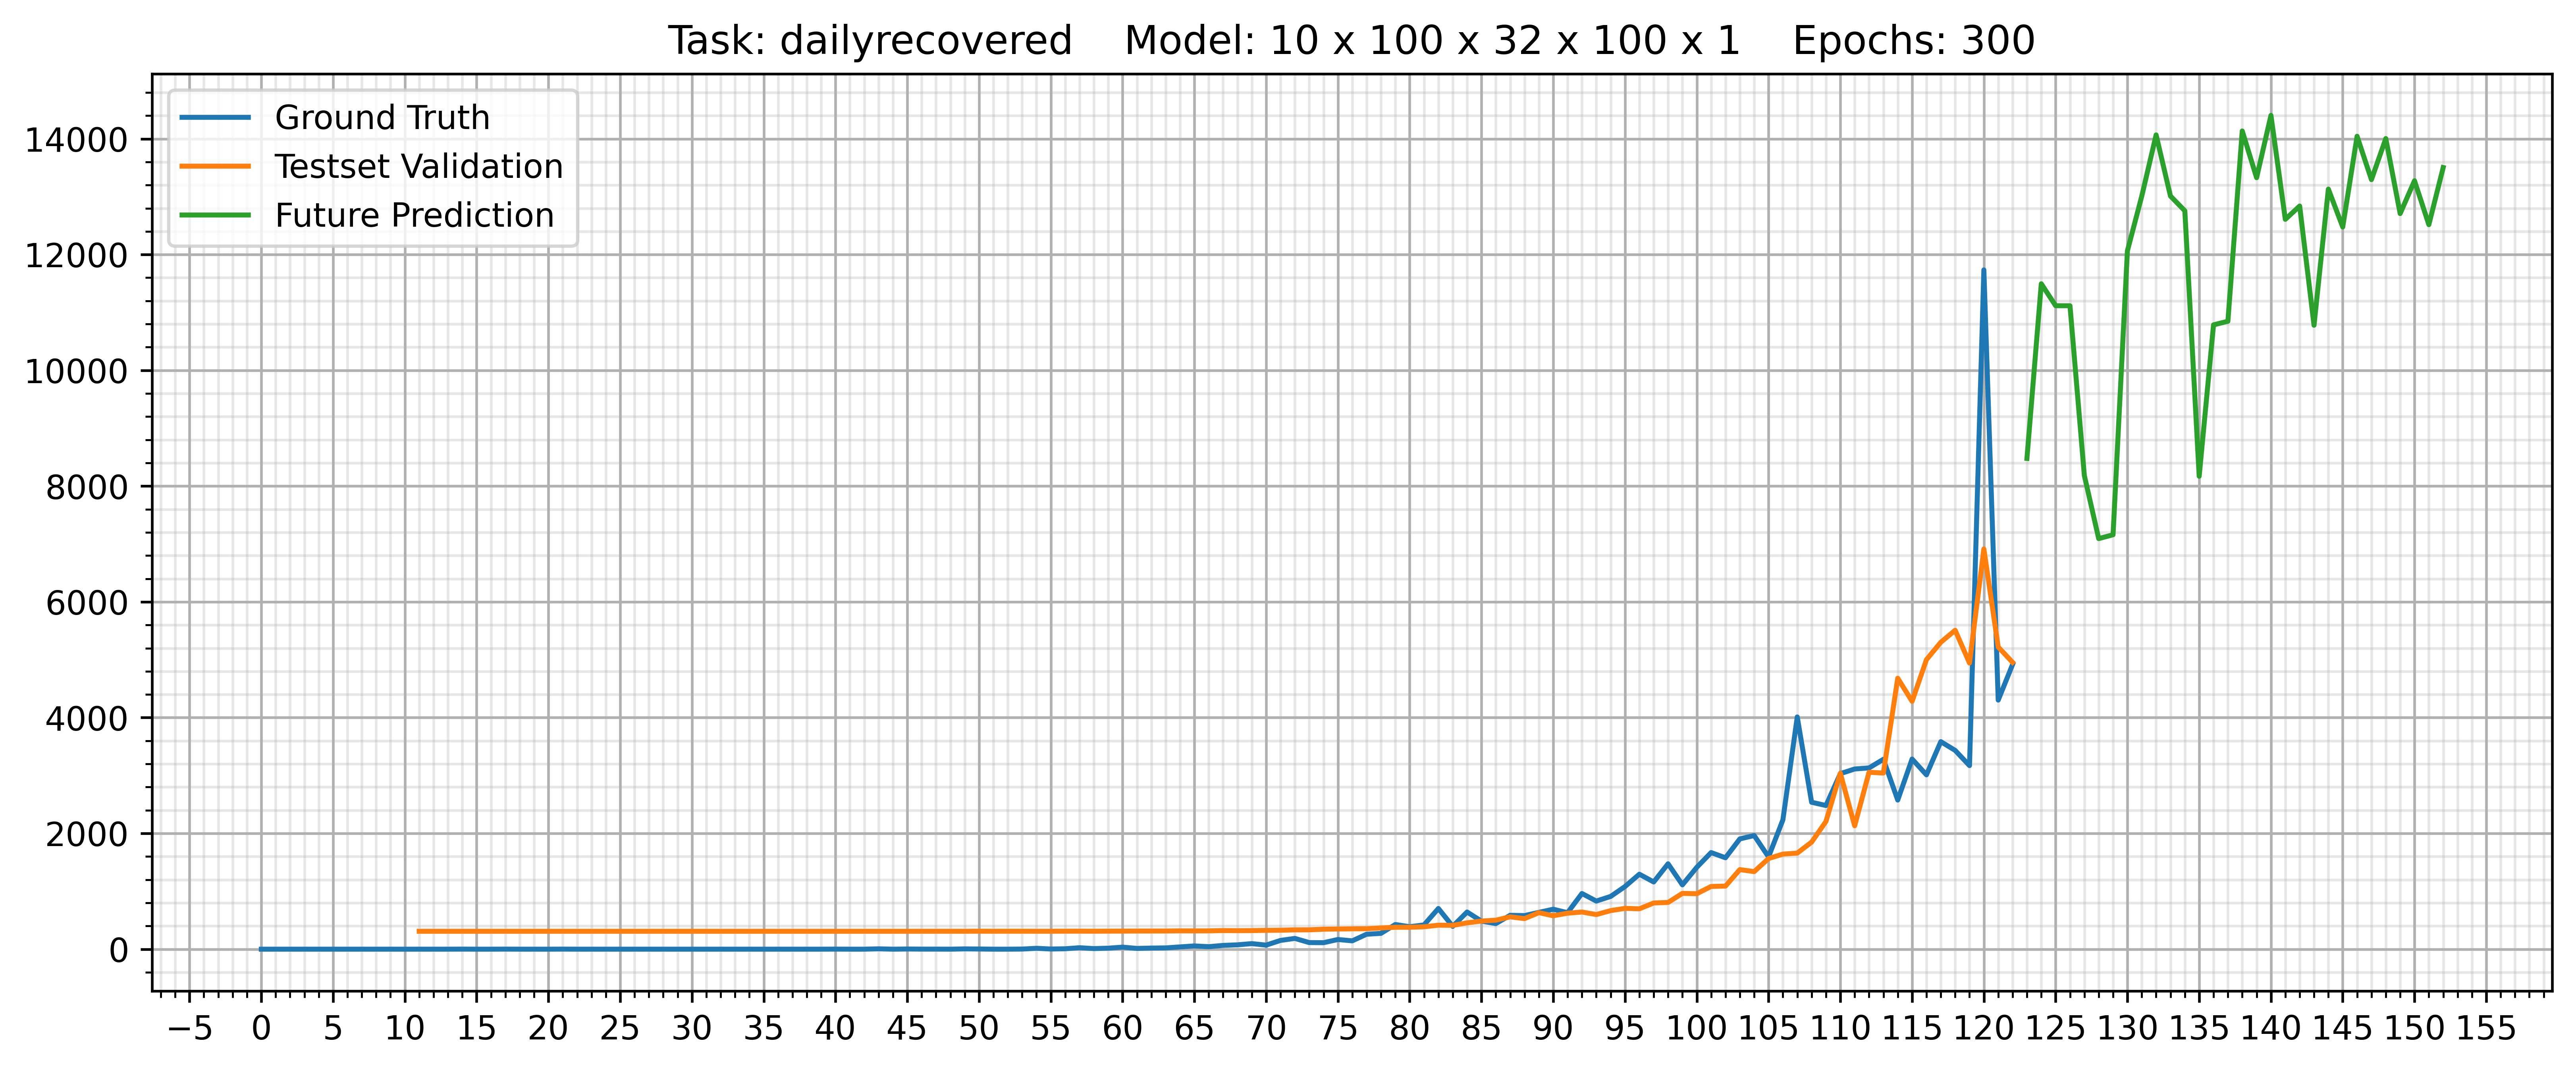 Task: dailyrecovered    Model: 10 x 100 x 32 x 100 x 1    Epochs: 300
Ground Truth
Testset Validation
Future Prediction
14000
12000
10000
8000
6000
4000
2000
0
−5 0 5 10 15 20 25 30 35 40 45 50 55 60 65 70 75 80 85 90 95 100 105 110 115 120 125 130 135 140 145 150 155